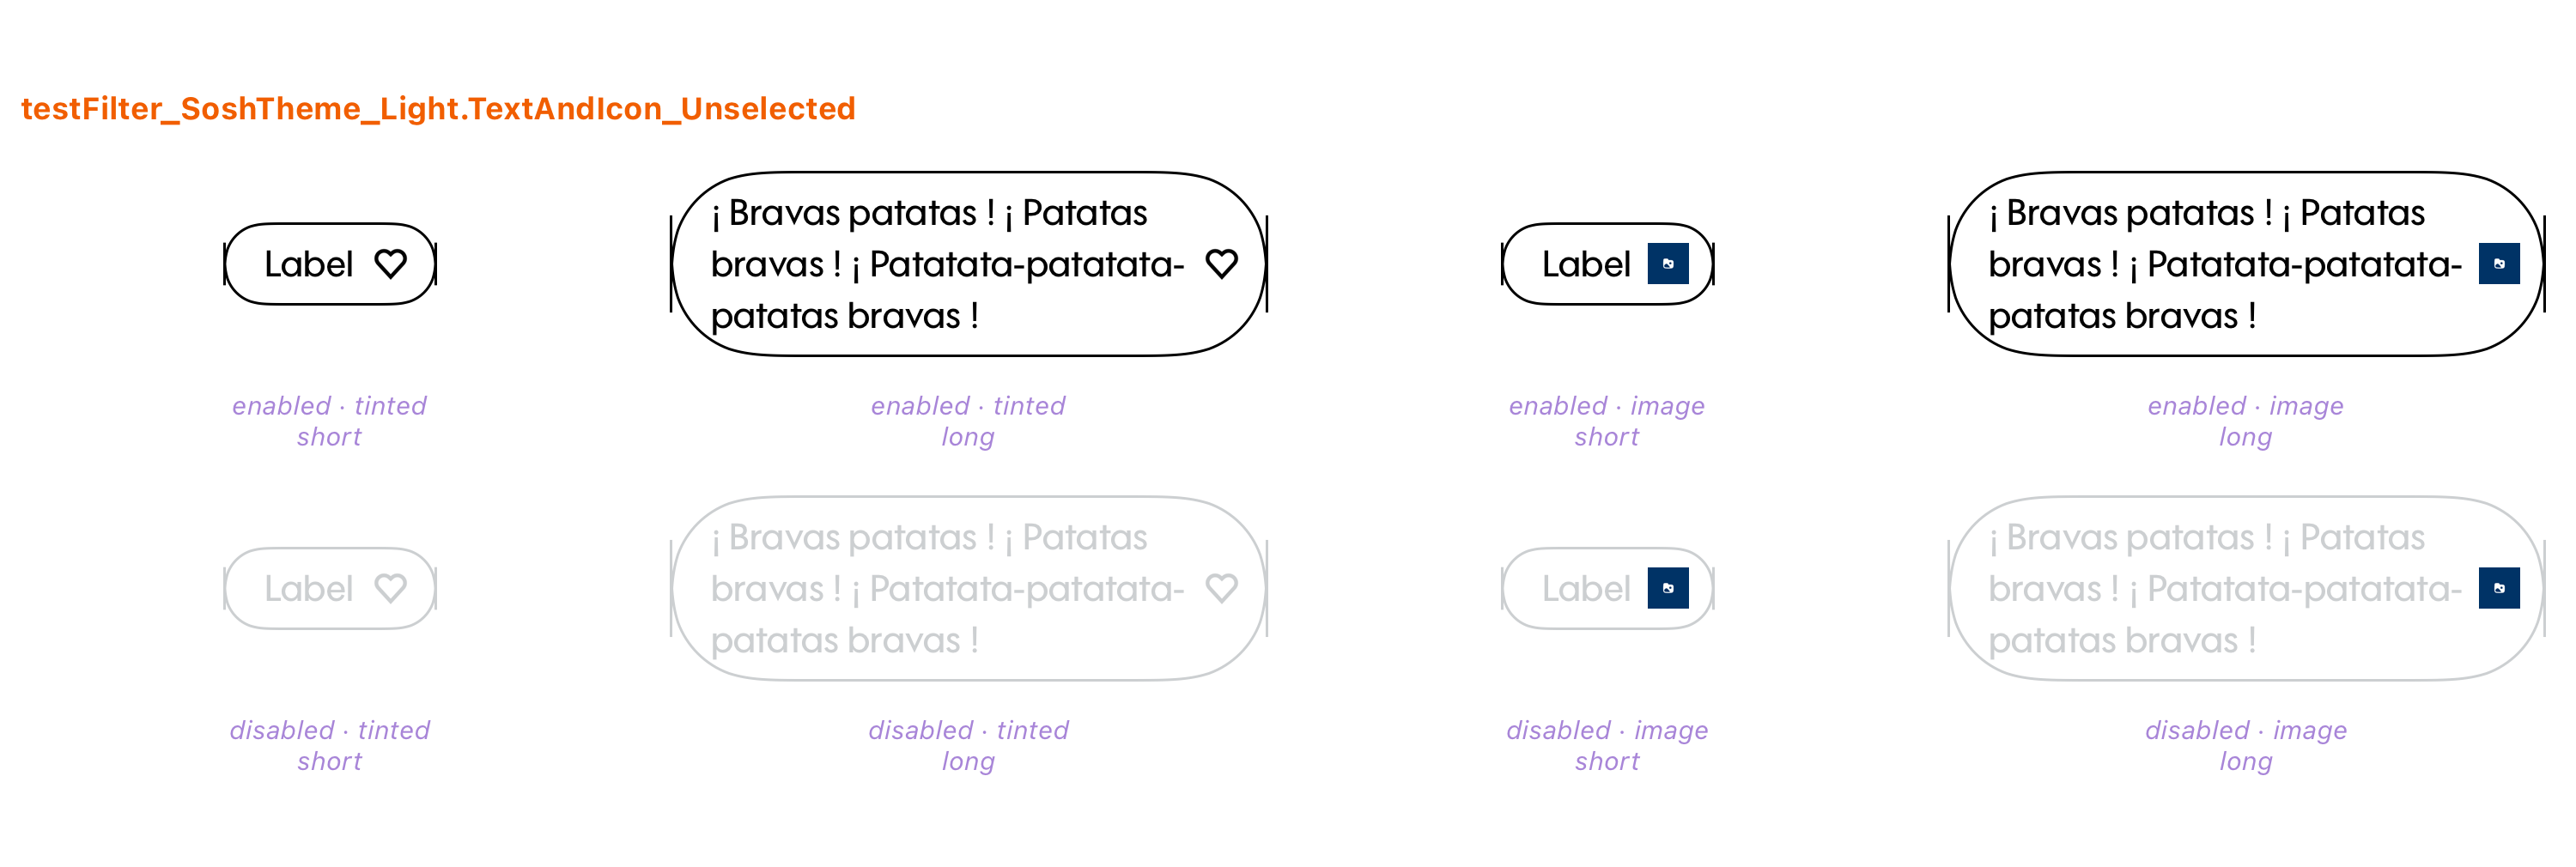 testFilter_SoshTheme_Light.TextAndIcon_Unselected
Label
¡ Bravas patatas ! ¡ Patatas
bravas ! ¡ Patatata-patatata-
patatas bravas !
Label
¡ Bravas patatas ! ¡ Patatas
bravas ! ¡ Patatata-patatata-
patatas bravas !
enabled · tinted
short
enabled · tinted
long
enabled · image
short
enabled · image
long
Label
¡ Bravas patatas ! ¡ Patatas
bravas ! ¡ Patatata-patatata-
patatas bravas !
Label
¡ Bravas patatas ! ¡ Patatas
bravas ! ¡ Patatata-patatata-
patatas bravas !
disabled · tinted
short
disabled · tinted
long
disabled · image
short
disabled · image
long